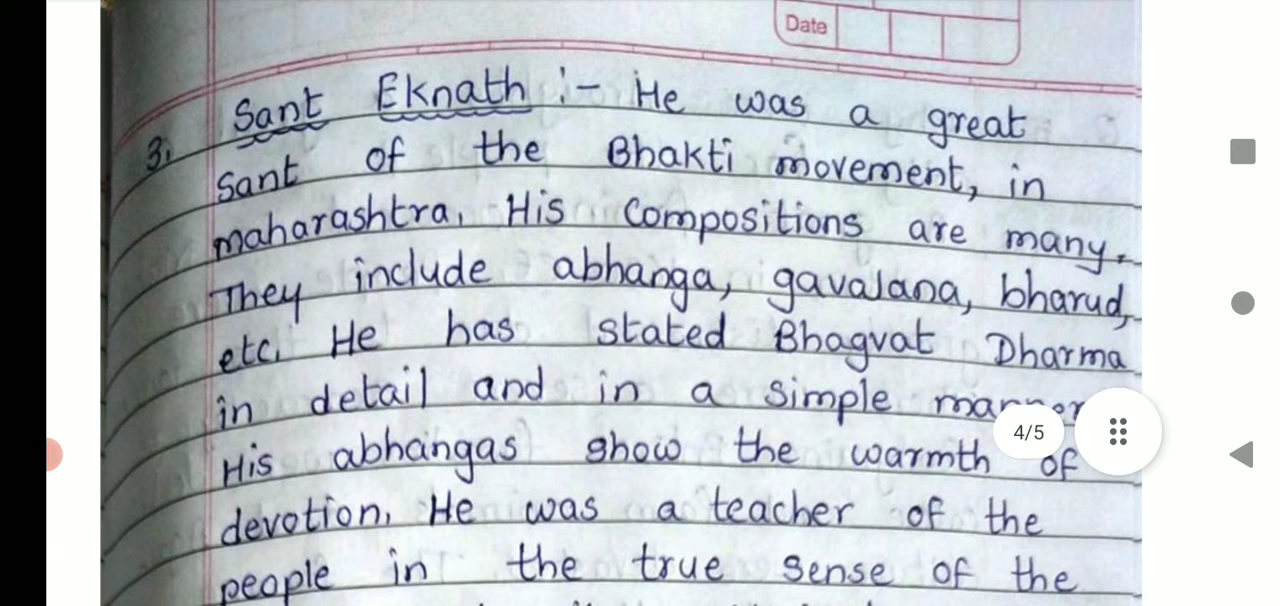 Date
3. Sant Eknath :- He was a great
sant of the Bhakti movement, in
maharashtra. His compositions are many.
They include abhanga, gavalana, bharud,
etc. He has stated Bhagvat Dharma
in detail and in a simple manner
4/5
His abhangas show the warmth of
devotion. He was a teacher of the
people in the true sense of the